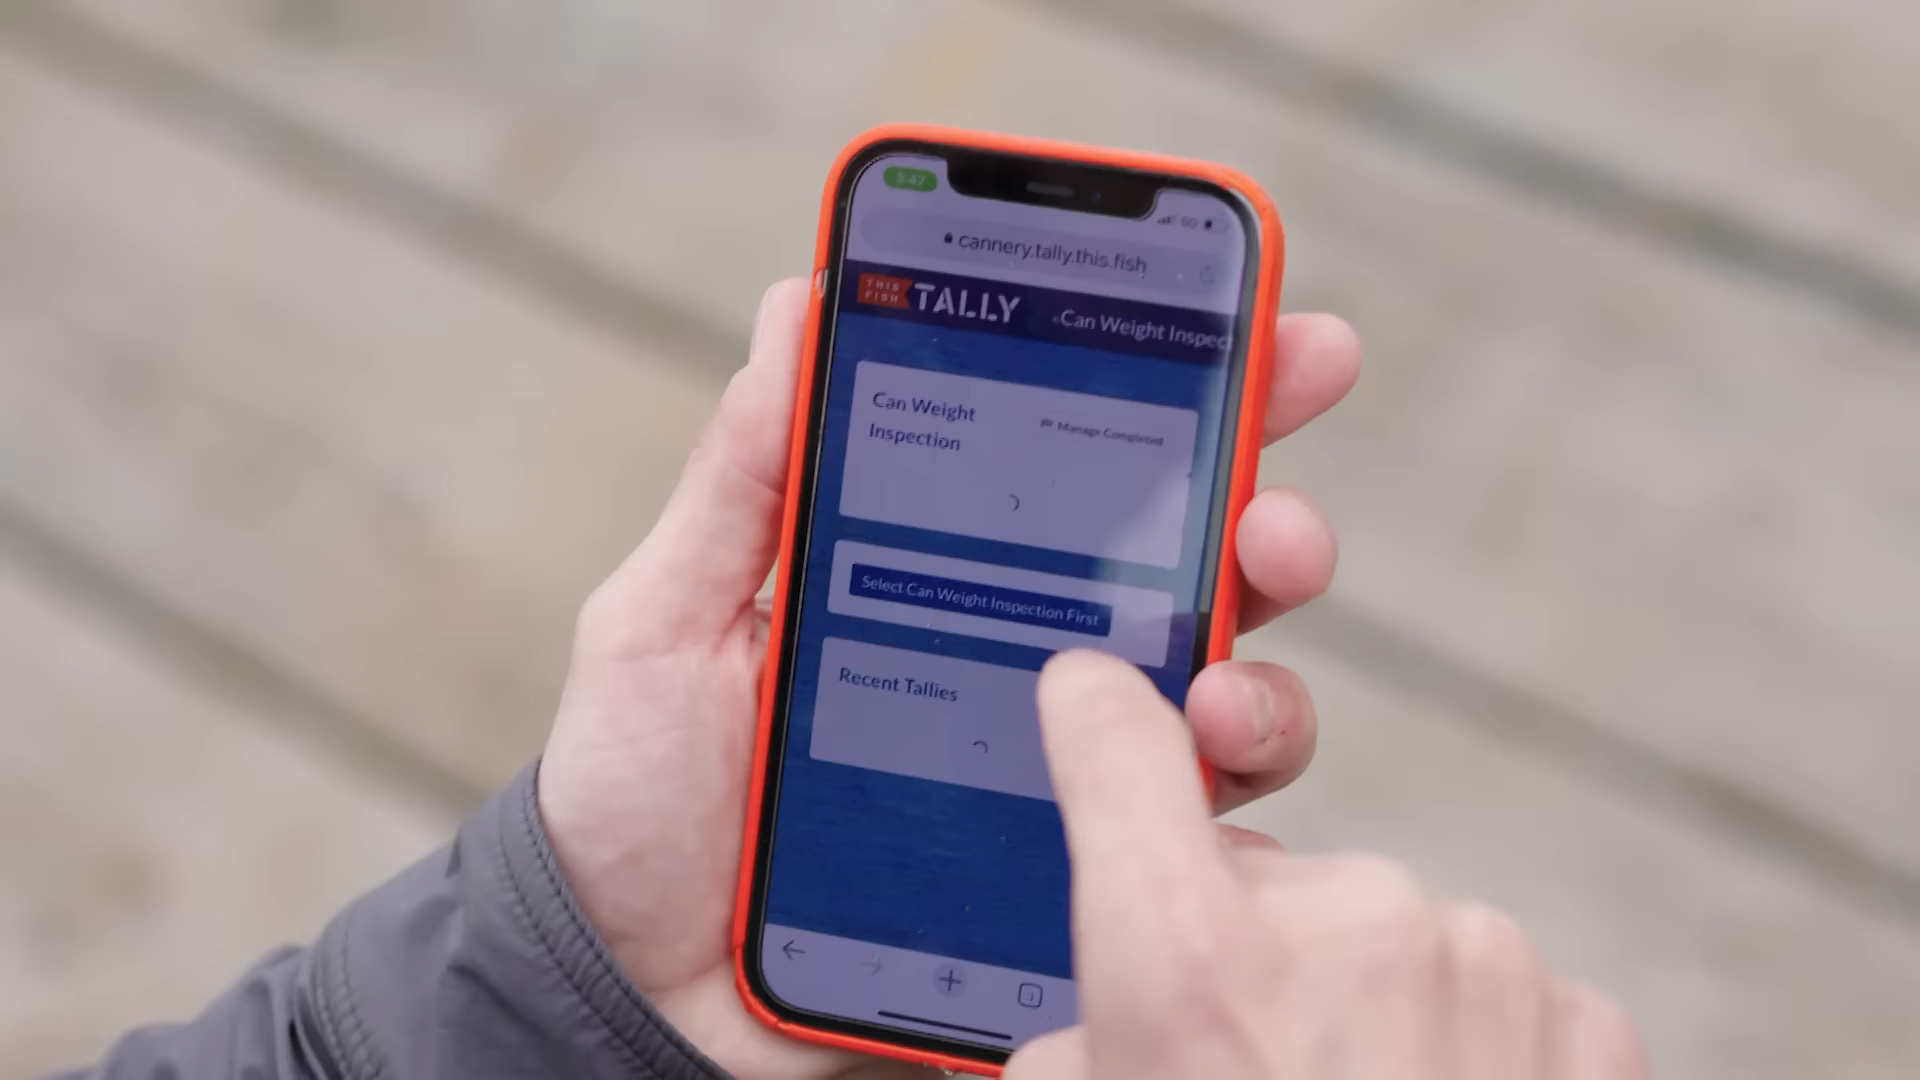 3:47
5G
cannery.tally.this.fish
THIS
FISH
TALLY
Can Weight Inspec
Can Weight
Inspection
Manage Completed
Select Can Weight Inspection First
Recent Tallies